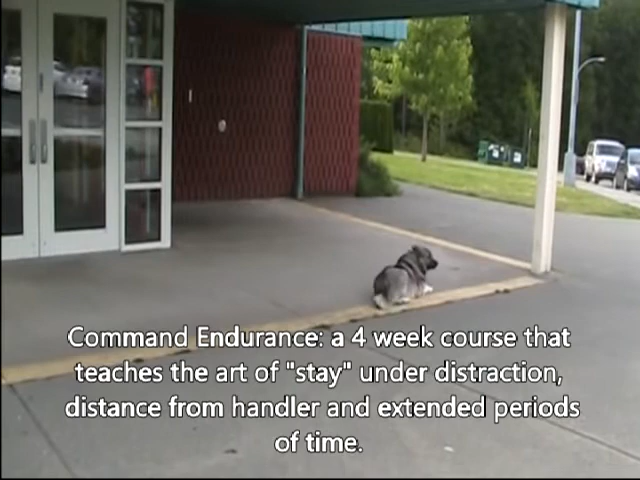 Command Endurance: a 4 week course that
teaches the art of "stay" under distraction,
distance from handler and extended periods
of time.